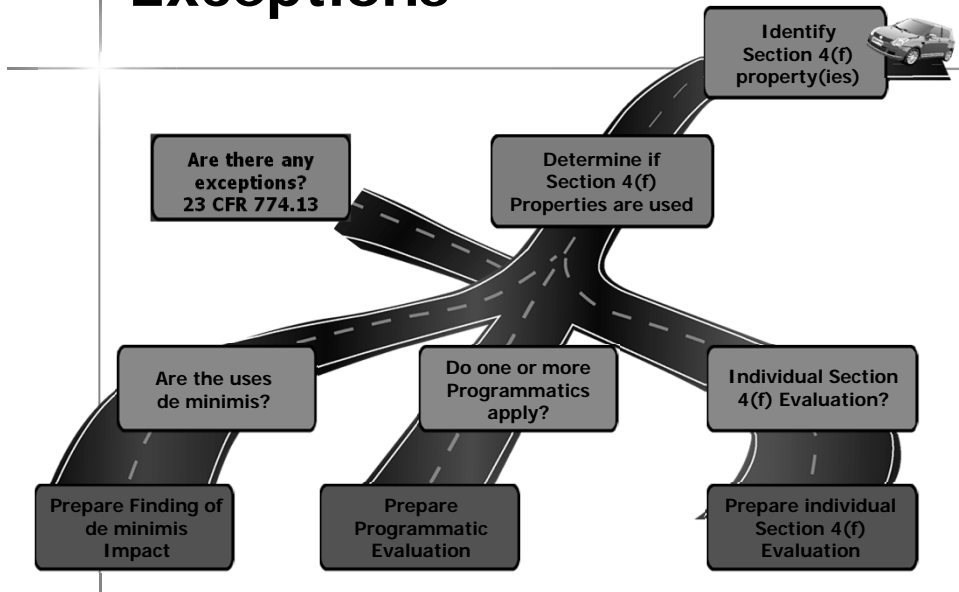 Exceptions
Identify
Section 4(f)
property(ies)
Are there any
exceptions?
23 CFR 774.13
Determine if
Section 4(f)
Properties are used
Are the uses
de minimis?
Do one or more
Programmatics
apply?
Individual Section
4(f) Evaluation?
Prepare Finding of
de minimis
Impact
Prepare
Programmatic
Evaluation
Prepare individual
Section 4(f)
Evaluation